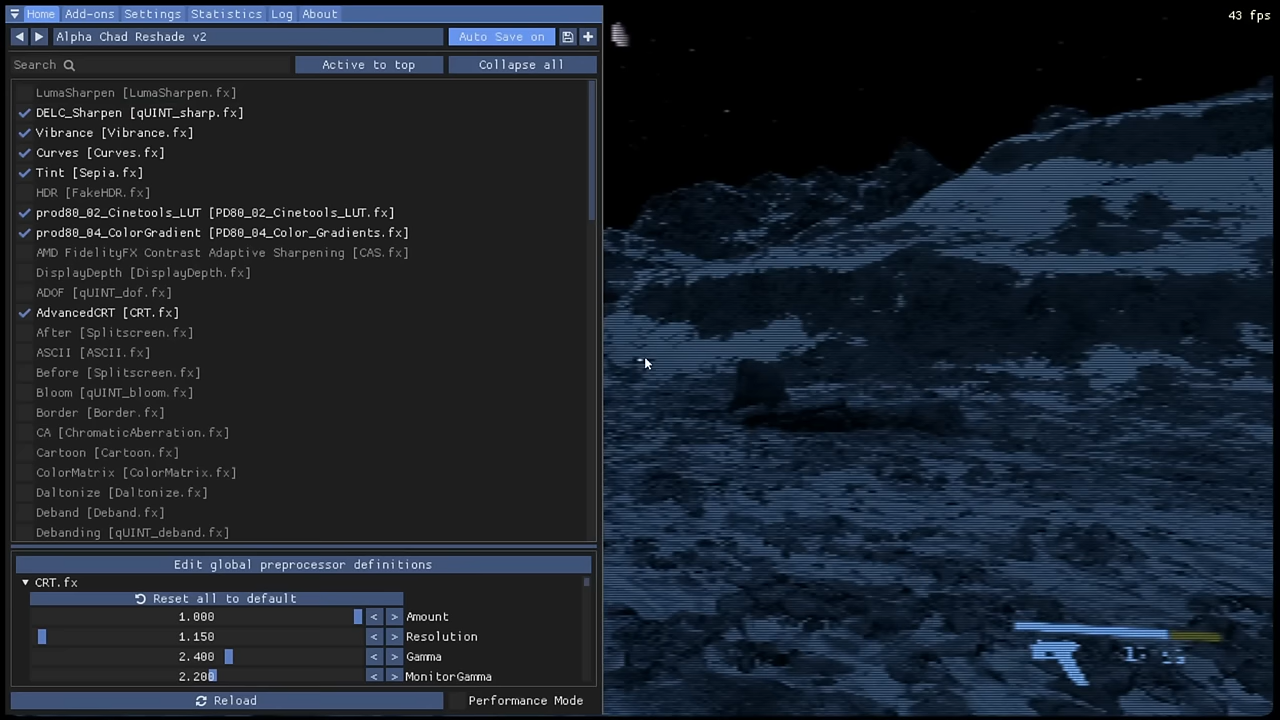 43 fps
Home Add-ons Settings Statistics Log About
Alpha Chad Reshade v2 Auto Save on
Search Active to top Collapse all
LumaSharpen [LumaSharpen.fx]
DELC_Sharpen [qUINT_sharp.fx]
Vibrance [Vibrance.fx]
Curves [Curves.fx]
Tint [Sepia.fx]
HDR [FakeHDR.fx]
prod80_02_Cinetools_LUT [PD80_02_Cinetools_LUT.fx]
prod80_04_ColorGradient [PD80_04_Color_Gradients.fx]
AMD FidelityFX Contrast Adaptive Sharpening [CAS.fx]
DisplayDepth [DisplayDepth.fx]
ADOF [qUINT_dof.fx]
AdvancedCRT [CRT.fx]
After [Splitscreen.fx]
ASCII [ASCII.fx]
Before [Splitscreen.fx]
Bloom [qUINT_bloom.fx]
Border [Border.fx]
CA [ChromaticAberration.fx]
Cartoon [Cartoon.fx]
ColorMatrix [ColorMatrix.fx]
Daltonize [Daltonize.fx]
Deband [Deband.fx]
Debanding [qUINT_deband.fx]
Edit global preprocessor definitions
CRT.fx
Reset all to default
1.000 < > Amount
1.150 < > Resolution
2.400 < > Gamma
2.200 < > MonitorGamma
Reload Performance Mode